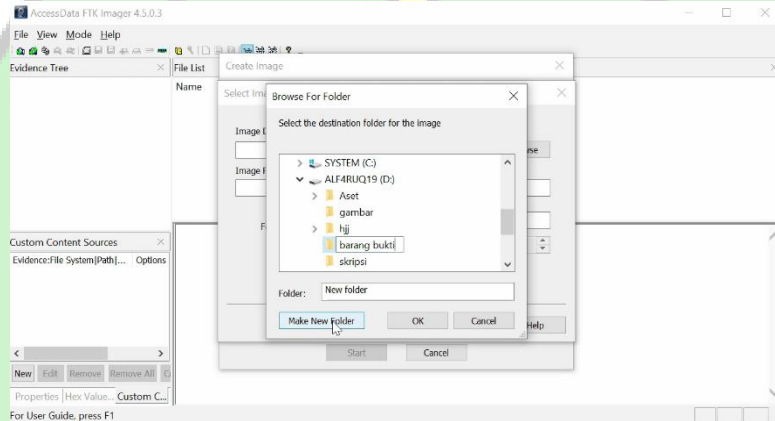 AccessData FTK Imager 4.5.0.3
File View Mode Help
Evidence Tree
File List
Name
Create Image
Select Ima
Browse For Folder
Select the destination folder for the image
Image D
Image F
SYSTEM (C:)
ALF4RUQ19 (D:)
Aset
gambar
hjj
barang bukti
skripsi
Folder: New folder
Make New Folder OK Cancel
Help
Start Cancel
Custom Content Sources
Evidence:File System|Path|... Options
New Edit Remove Remove All
Properties Hex Value... Custom C...
For User Guide, press F1